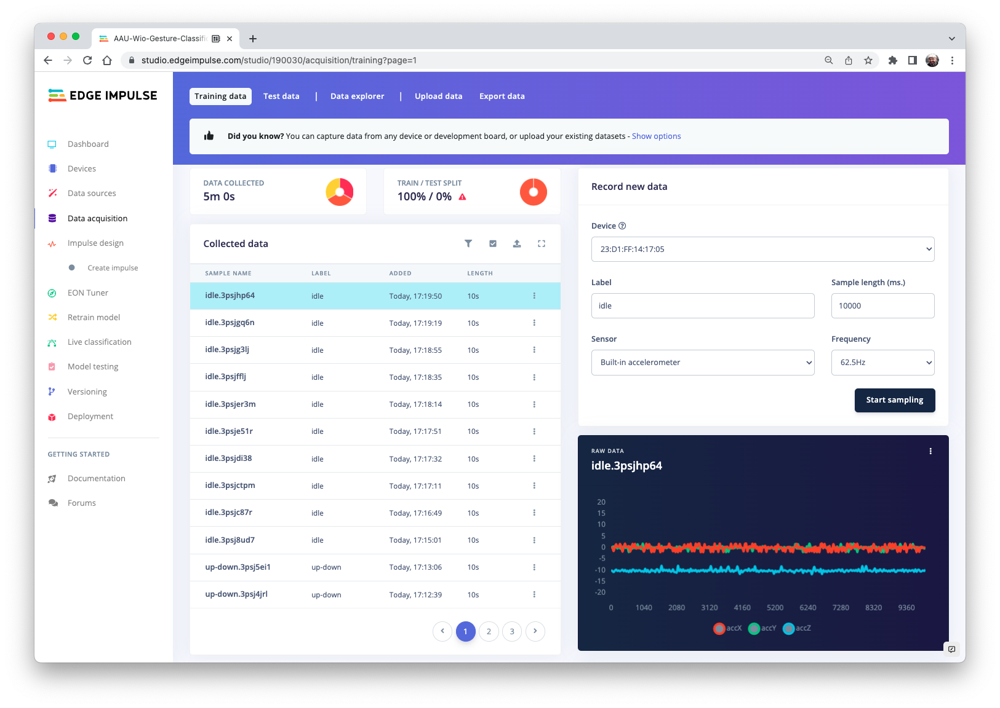 AAU-Wio-Gesture-Classific
studio.edgeimpulse.com/studio/190030/acquisition/training?page=1
EDGE IMPULSE
Dashboard
Devices
Data sources
Data acquisition
Impulse design
Create impulse
EON Tuner
Retrain model
Live classification
Model testing
Versioning
Deployment
GETTING STARTED
Documentation
Forums
Training data Test data | Data explorer | Upload data Export data
Did you know? You can capture data from any device or development board, or upload your existing datasets - Show options
DATA COLLECTED
5m 0s
TRAIN / TEST SPLIT
100% / 0%
Collected data
SAMPLE NAME LABEL ADDED LENGTH
idle.3psjhp64 idle Today, 17:19:50 10s
idle.3psjgq6n idle Today, 17:19:19 10s
idle.3psjg3lj idle Today, 17:18:55 10s
idle.3psjfflj idle Today, 17:18:35 10s
idle.3psjer3m idle Today, 17:18:14 10s
idle.3psje51r idle Today, 17:17:51 10s
idle.3psjdi38 idle Today, 17:17:32 10s
idle.3psjctpm idle Today, 17:17:11 10s
idle.3psjc87r idle Today, 17:16:49 10s
idle.3psj8ud7 idle Today, 17:15:01 10s
up-down.3psj5ei1 up-down Today, 17:13:06 10s
up-down.3psj4jrl up-down Today, 17:12:39 10s
1 2 3
Record new data
Device
23:D1:FF:14:17:05
Label Sample length (ms.)
idle 10000
Sensor Frequency
Built-in accelerometer 62.5Hz
Start sampling
RAW DATA
idle.3psjhp64
20
15
10
5
0
-5
-10
-15
-20
0 1040 2080 3120 4160 5200 6240 7280 8320 9360
accX accY accZ